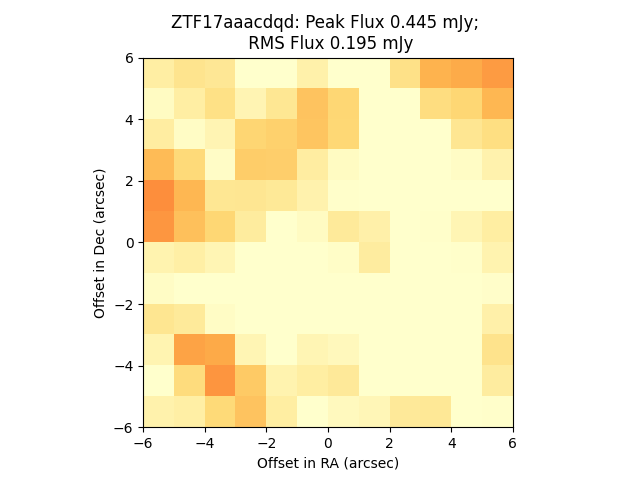 ZTF17aaacdqd: Peak Flux 0.445 mJy;
RMS Flux 0.195 mJy
6
4
2
0
−2
−4
−6
Offset in Dec (arcsec)
−6 −4 −2 0 2 4 6
Offset in RA (arcsec)